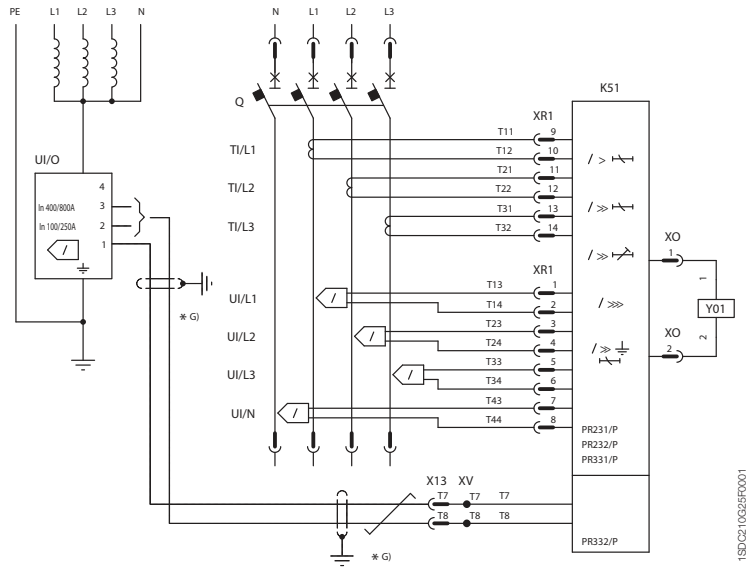 PE L1 L2 L3 N
N L1 L2 L3
K51
Q
XR1
T11 9
T12 10
T21 11
T22 12
T31 13
T32 14
TI/L1
TI/L2
TI/L3
/ >
/ >>
/ >>
/ >>>
/ >>
UI/O
4
In 400/800A 3
In 100/250A 2
1
/
* G)
XO
1
1
Y01
2
XO
2
XR1
T13 1
T14 2
T23 3
T24 4
T33 5
T34 6
T43 7
T44 8
UI/L1 /
UI/L2 /
UI/L3 /
UI/N /
PR231/P
PR232/P
PR331/P
X13 XV
T7 T7 T7
T8 T8 T8
* G)
PR332/P
1SDC210G25F0001